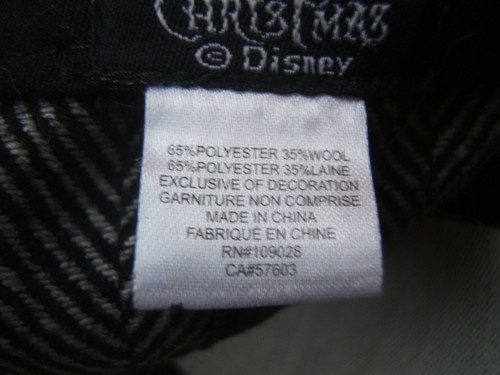 CHRISTMAS
© Disney
65%POLYESTER 35%WOOL
65%POLYESTER 35%LAINE
EXCLUSIVE OF DECORATION
GARNITURE NON COMPRISE
MADE IN CHINA
FABRIQUÉ EN CHINE
RN#109028
CA#57603